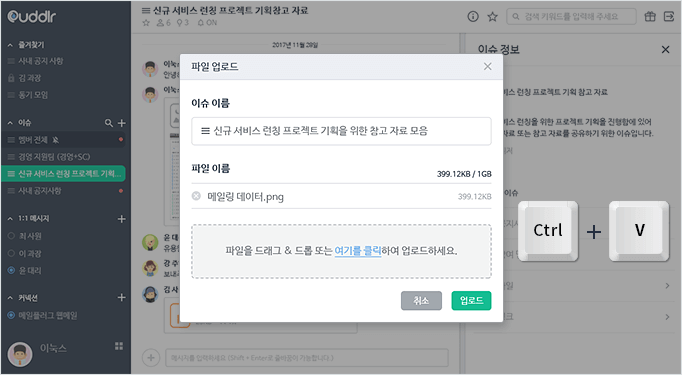 Ouddlr
즐겨찾기
사내 공지 사항
김 과장
동기 모임
이슈
멤버 전체
경영 지원팀 (경영+SC)
신규 서비스 런칭 프로젝트 기획...
사내 공지사항
1:1 메시지
최 사원
이 과장
윤 대리
커넥션
메일플러그 웹메일
이눅스
신규 서비스 런칭 프로젝트 기획참고 자료
6 3 ON
검색 키워드를 입력해 주세요
2017년 11월 28일
파일 업로드
이슈 이름
신규 서비스 런칭 프로젝트 기획을 위한 참고 자료 모음
파일 이름
399.12KB / 1GB
메일링 데이터.png
399.12KB
파일을 드래그 & 드롭 또는 여기를 클릭하여 업로드하세요.
취소
업로드
메시지를 입력하세요 (Shift + Enter로 줄바꿈이 가능합니다.)
이슈 정보
서비스 런칭 프로젝트 기획 참고 자료
서비스 런칭을 위한 프로젝트 기획을 진행함에 있어
자료 또는 참고 자료를 공유하기 위한 이슈입니다.
이슈
Ctrl + V